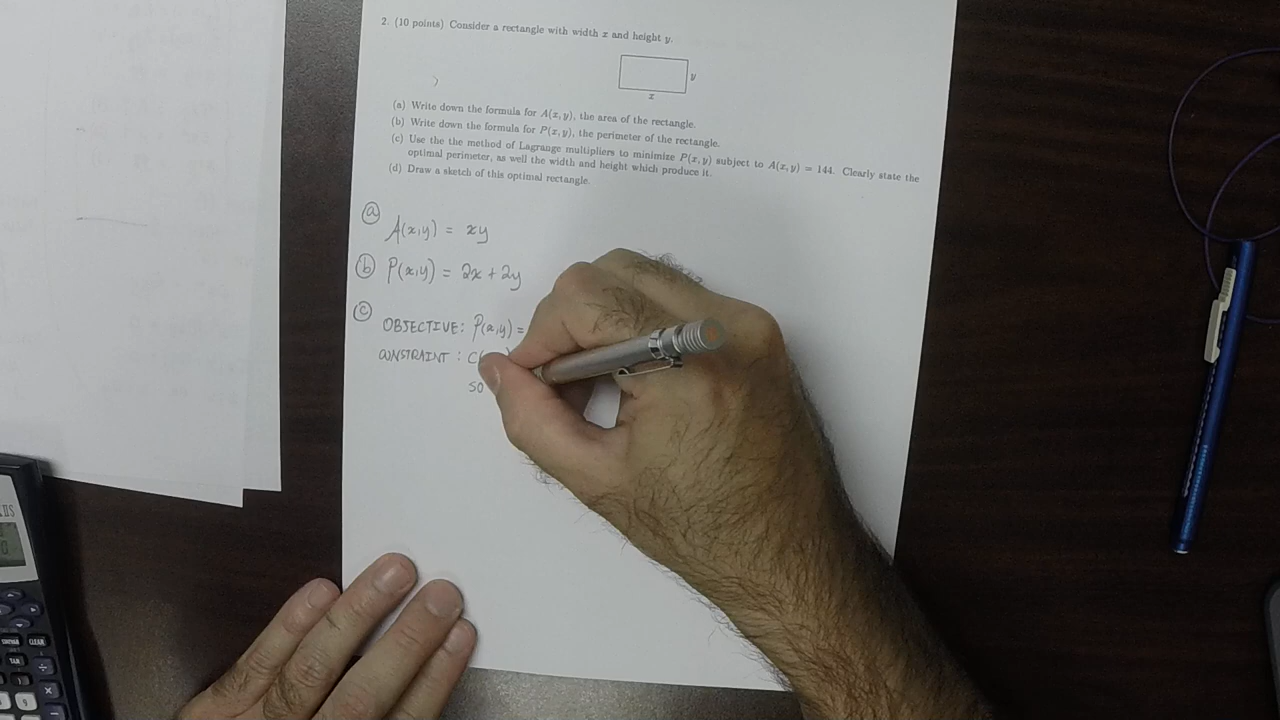 2. (10 points) Consider a rectangle with width x and height y.
y
x
(a) Write down the formula for A(x, y), the area of the rectangle.
(b) Write down the formula for P(x, y), the perimeter of the rectangle.
(c) Use the the method of Lagrange multipliers to minimize P(x, y) subject to A(x, y) = 144. Clearly state the
optimal perimeter, as well the width and height which produce it.
(d) Draw a sketch of this optimal rectangle.
(a) A(x,y) = xy
(b) P(x,y) = 2x + 2y
(c)
OBJECTIVE: P(x,y) =
CONSTRAINT: C(
SO
CLEAR